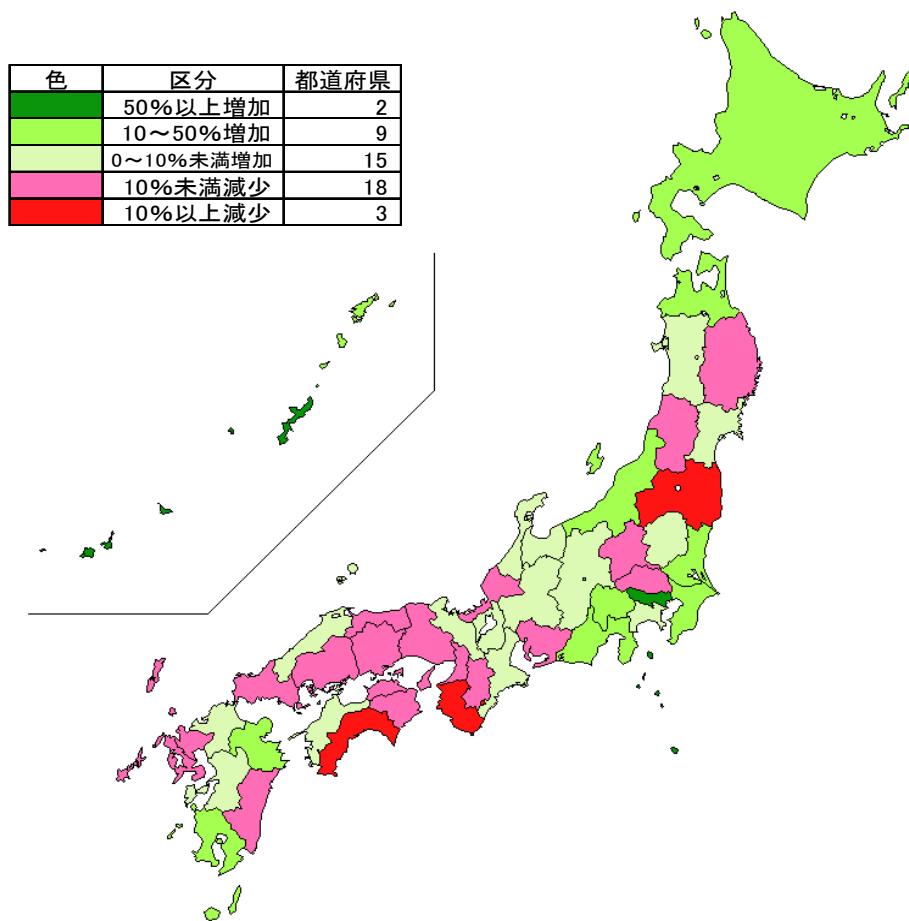 色 区分 都道府県
50%以上増加 2
10～50%増加 9
0～10%未満増加 15
10%未満減少 18
10%以上減少 3